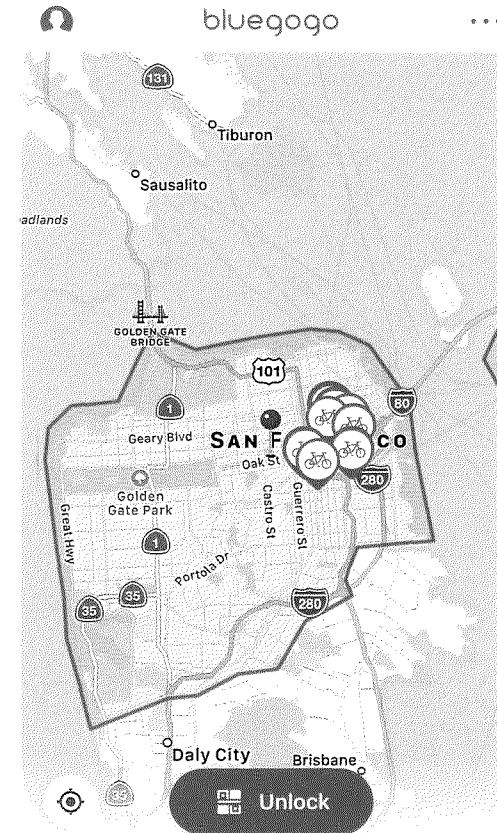 bluegogo
131
Tiburon
Sausalito
adlands
GOLDEN GATE
BRIDGE
101
80
1
Geary Blvd
SAN F
CO
Oak St
280
Golden
Gate Park
Great Hwy
Castro St
Guerrero St
1
Portola Dr
35
35
280
Daly City
Brisbane
35
Unlock